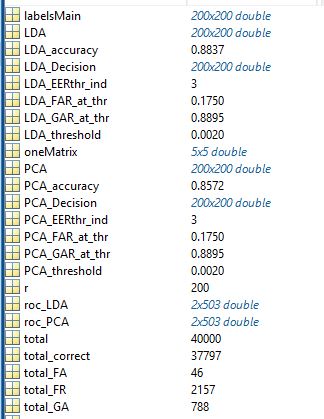 labelsMain 200x200 double
LDA 200x200 double
LDA_accuracy 0.8837
LDA_Decision 200x200 double
LDA_EERthr_ind 3
LDA_FAR_at_thr 0.1750
LDA_GAR_at_thr 0.8895
LDA_threshold 0.0020
oneMatrix 5x5 double
PCA 200x200 double
PCA_accuracy 0.8572
PCA_Decision 200x200 double
PCA_EERthr_ind 3
PCA_FAR_at_thr 0.1750
PCA_GAR_at_thr 0.8895
PCA_threshold 0.0020
r 200
roc_LDA 2x503 double
roc_PCA 2x503 double
total 40000
total_correct 37797
total_FA 46
total_FR 2157
total_GA 788